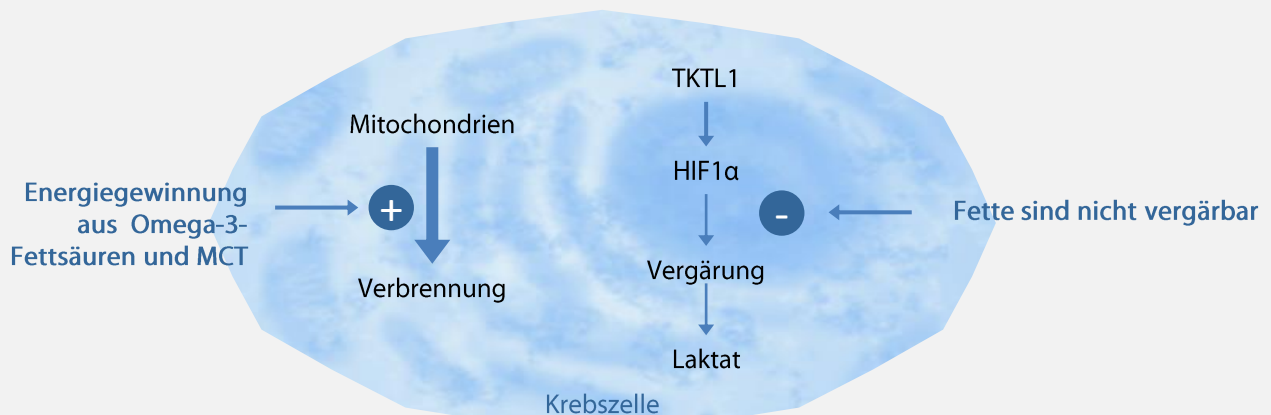 Energiegewinnung
aus Omega-3-
Fettsäuren und MCT
Mitochondrien
+
Verbrennung
TKTL1
HIF1α
Vergärung
Laktat
-
Fette sind nicht vergärbar
Krebszelle